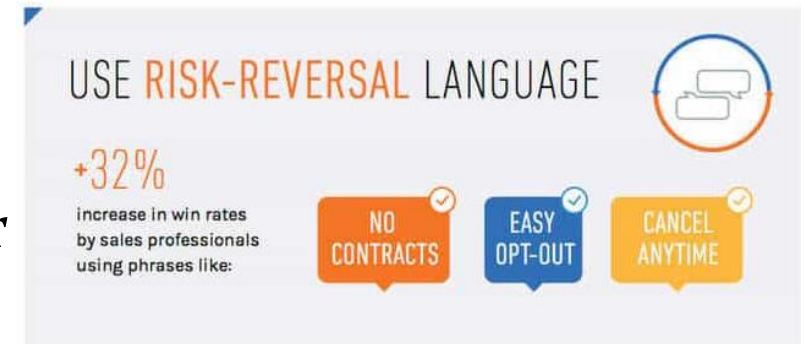 USE RISK-REVERSAL LANGUAGE
+32%
increase in win rates
by sales professionals
using phrases like:
NO
CONTRACTS
EASY
OPT-OUT
CANCEL
ANYTIME